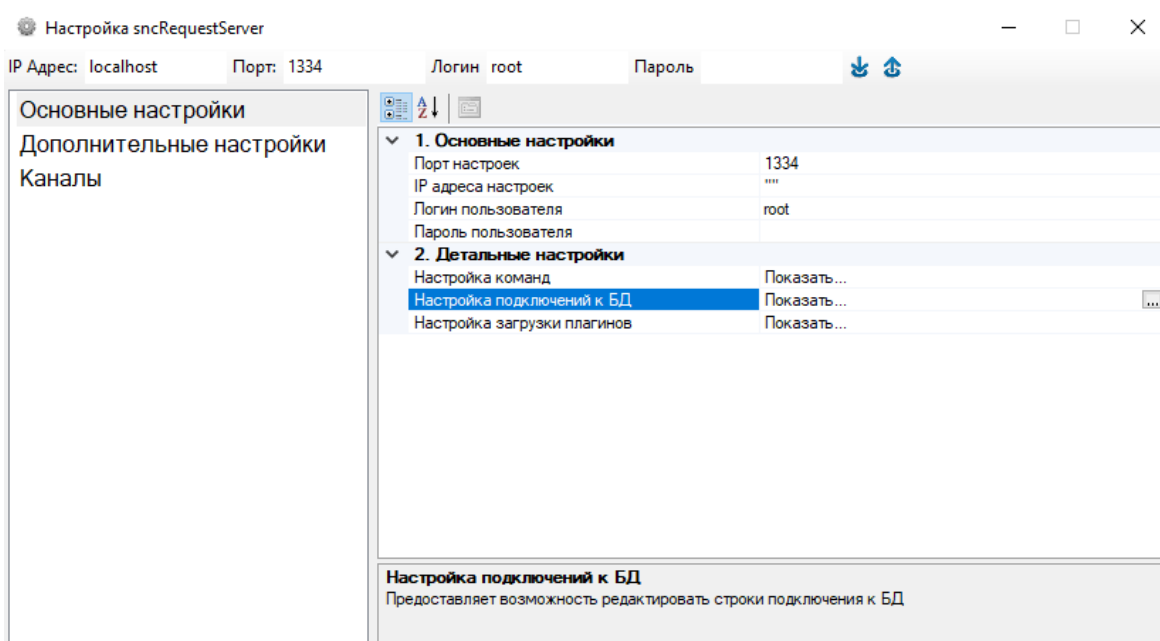 Настройка sncRequestServer
IP Адрес: localhost Порт: 1334 Логин root Пароль
Основные настройки
Дополнительные настройки
Каналы
1. Основные настройки
Порт настроек 1334
IP адреса настроек ""
Логин пользователя root
Пароль пользователя
2. Детальные настройки
Настройка команд Показать...
Настройка подключений к БД Показать... ...
Настройка загрузки плагинов Показать...
Настройка подключений к БД
Предоставляет возможность редактировать строки подключения к БД